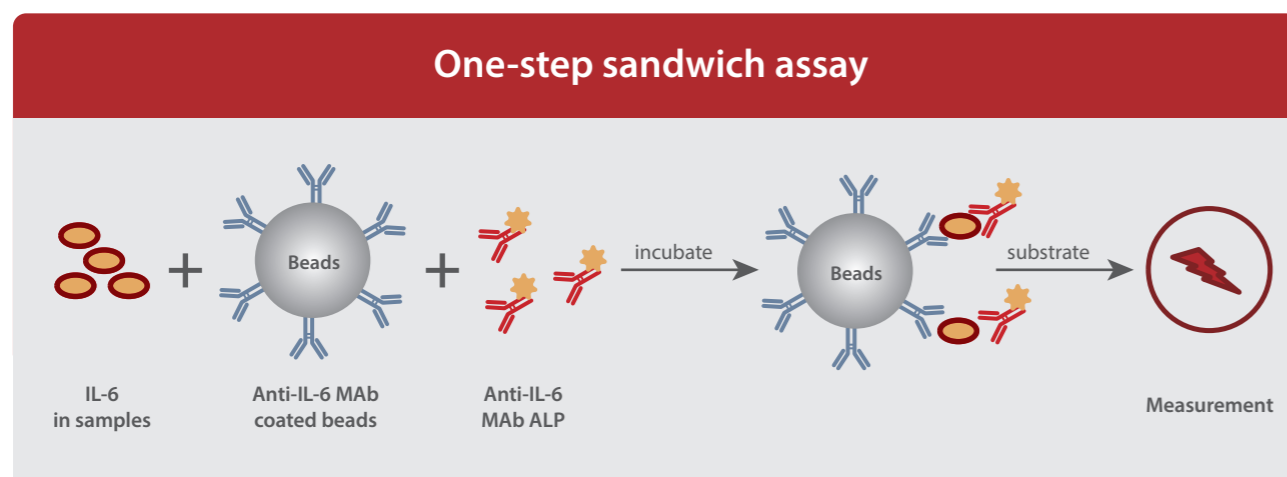 One-step sandwich assay
Beads
incubate
Beads
substrate
IL-6
in samples
Anti-IL-6 MAb
coated beads
Anti-IL-6
MAb ALP
Measurement